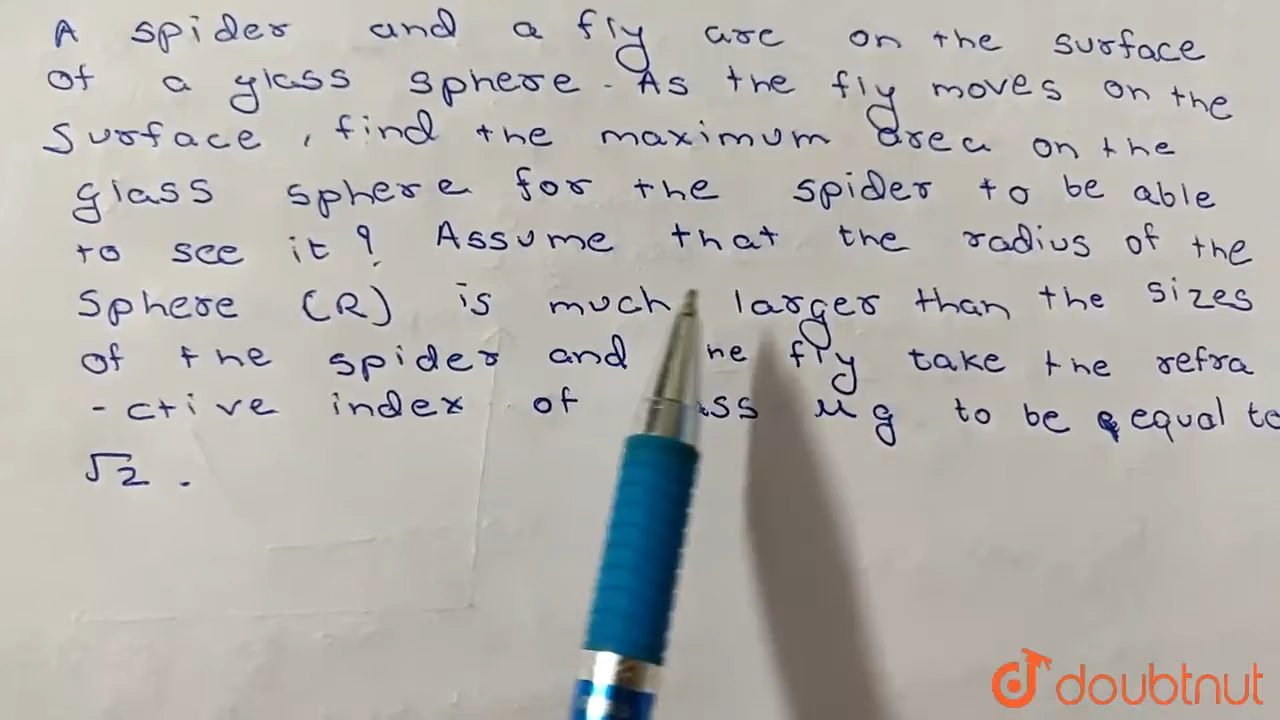 A spider and a fly are on the surface
of a glass sphere. As the fly moves on the
surface, find the maximum area on the
glass sphere for the spider to be able
to see it? Assume that the radius of the
sphere (R) is much larger than the sizes
of the spider and he fly take the refra
-ctive index of ss μg to be equal to
√2.
doubtnut